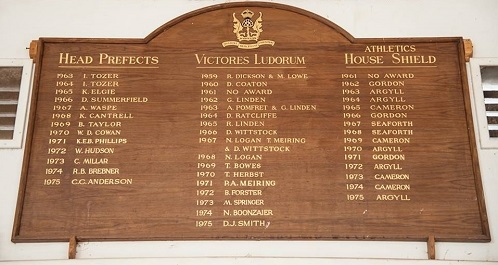 HEAD PREFECTS
1963 I. TOZER
1964 I. TOZER
1965 K. ELGIE
1966 D. SUMMERFIELD
1967 A. WASPE
1968 K. CANTRELL
1969 B. TAYLOR
1970 W. D. COWAN
1971 K.E.B. PHILLIPS
1972 W. HUDSON
1973 C. MILLAR
1974 R.B. BREBNER
1975 C.C. ANDERSON
VICTORES LUDORUM
1959 R. DICKSON & M. LOWE
1960 D. COATON
1961 NO AWARD
1962 G. LINDEN
1963 A. POMFRET & G. LINDEN
1964 D. RATCLIFFE
1965 R. LINDEN
1966 D. WITTSTOCK
1967 N. LOGAN T. MEIRING
& D. WITTSTOCK
1968 N. LOGAN
1969 T. BOWES
1970 T. HERBST
1971 P.A. MEIRING
1972 B. FORSTER
1973 M. SPRINGER
1974 N. BOONZAIER
1975 D.J. SMITH
ATHLETICS
HOUSE SHIELD
1961 NO AWARD
1962 GORDON
1963 ARGYLL
1964 ARGYLL
1965 CAMERON
1966 GORDON
1967 SEAFORTH
1968 SEAFORTH
1969 CAMERON
1970 ARGYLL
1971 GORDON
1972 ARGYLL
1973 CAMERON
1974 CAMERON
1975 ARGYLL